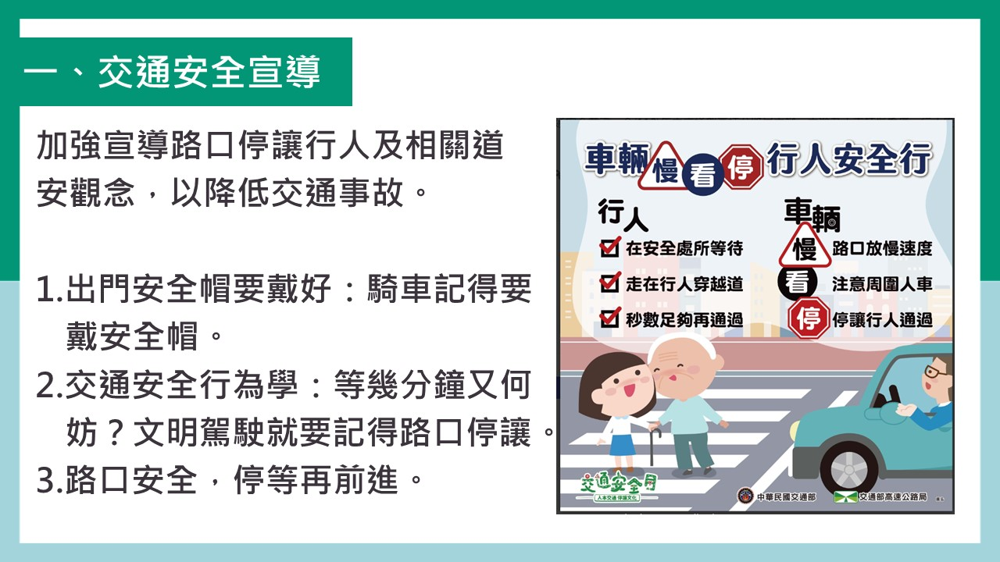 一、交通安全宣導
加強宣導路口停讓行人及相關道
安觀念，以降低交通事故。
1.出門安全帽要戴好：騎車記得要
戴安全帽。
2.交通安全行為學：等幾分鐘又何
妨？文明駕駛就要記得路口停讓。
3.路口安全，停等再前進。
車輛慢看停行人安全行
行人
在安全處所等待
走在行人穿越道
秒數足夠再通過
車輛
慢 路口放慢速度
看 注意周圍人車
停 停讓行人通過
交通安全月
人本交通 停讓文化
中華民國交通部
交通部高速公路局